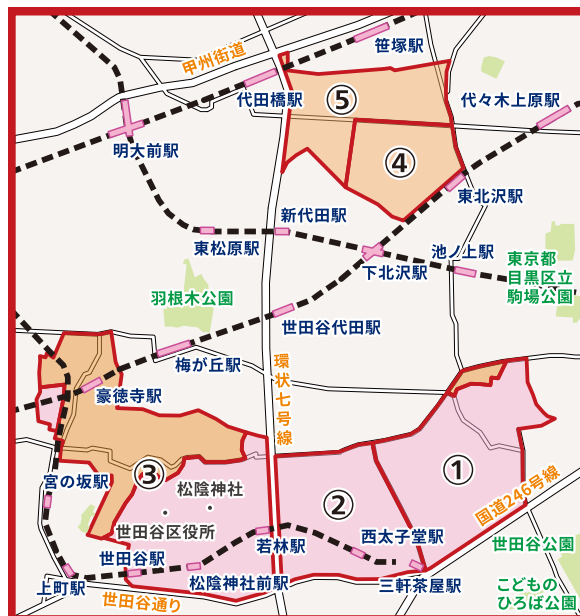 笹塚駅
甲州街道
代田橋駅
⑤
代々木上原駅
明大前駅
④
東北沢駅
新代田駅
東松原駅
池ノ上駅
下北沢駅
東京都
目黒区立
駒場公園
羽根木公園
世田谷代田駅
梅が丘駅
環状七号線
豪徳寺駅
宮の坂駅
③
①
松陰神社
②
国道246号線
世田谷区役所
西太子堂駅
若林駅
世田谷公園
世田谷駅
上町駅
松陰神社前駅
三軒茶屋駅
こどもの
ひろば公園
世田谷通り